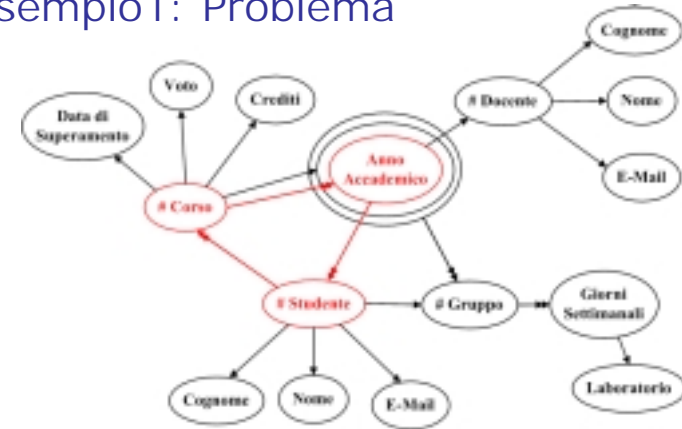 sempio1: Problema
Cognome
Voto
Crediti
# Docente
Nome
Data di
Superamento
Anno
Accademico
E-Mail
# Corso
# Studente
# Gruppo
Giorni
Settimanali
Cognome
Nome
E-Mail
Laboratorio